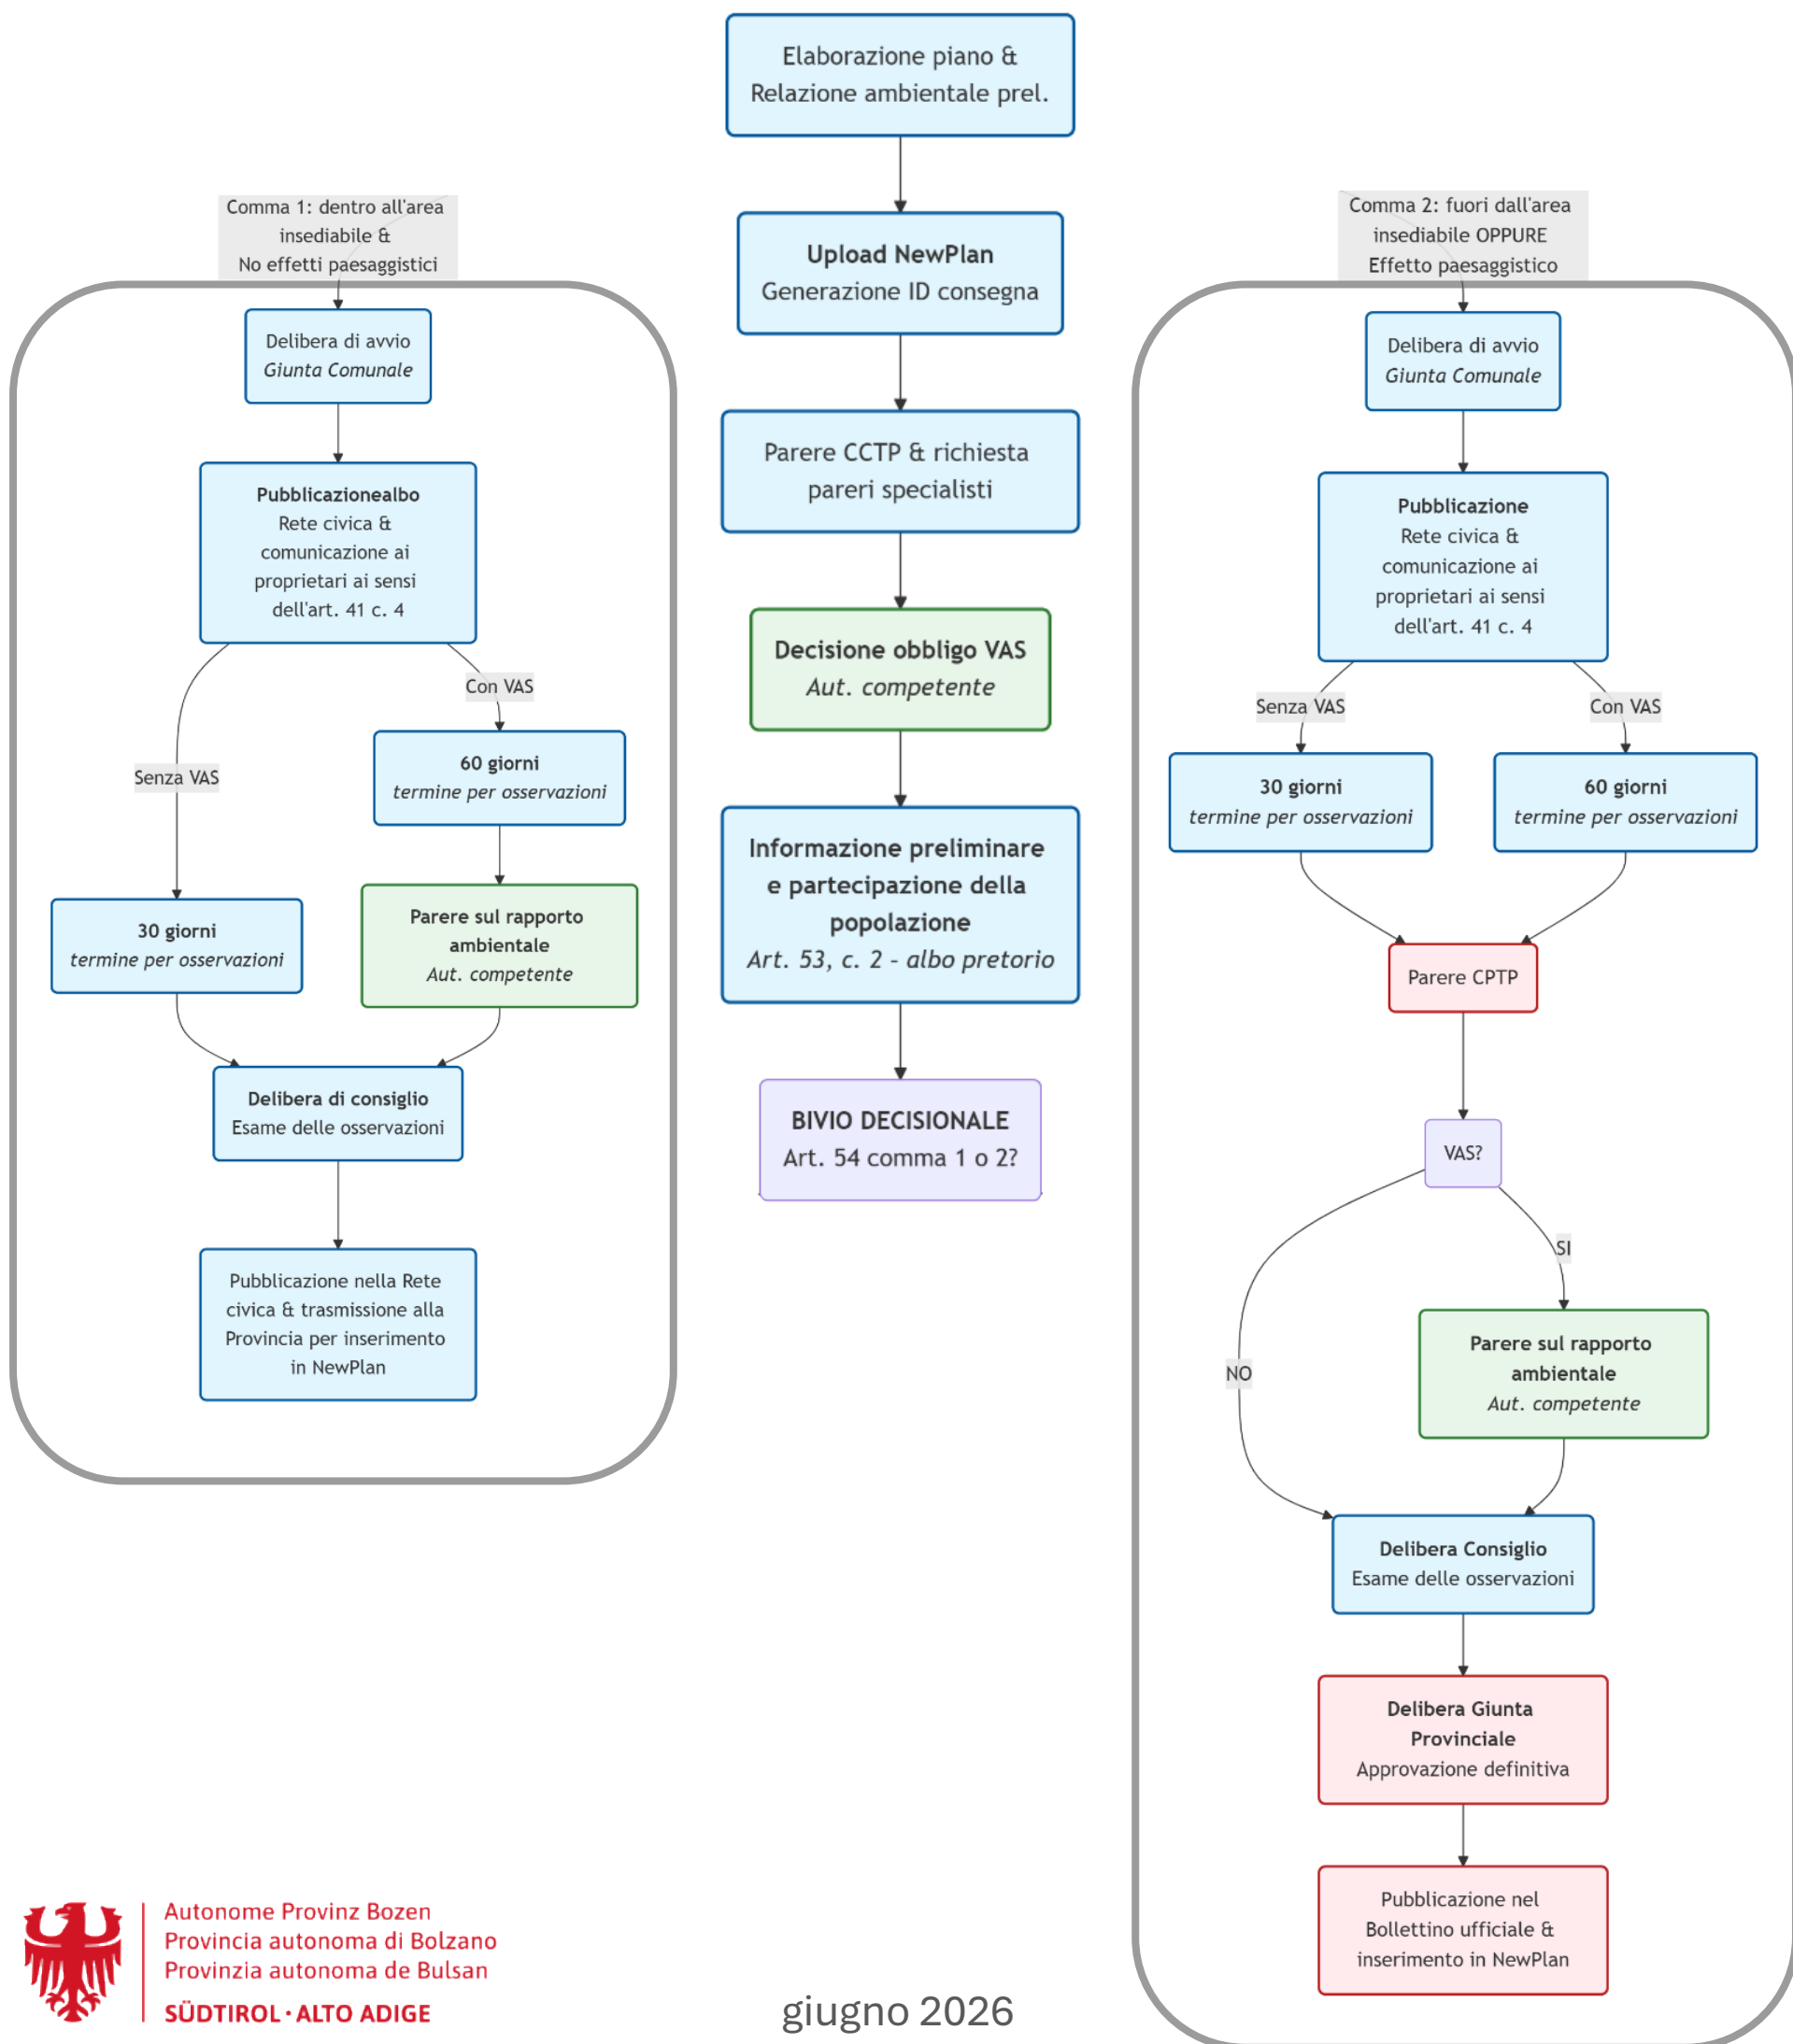 Elaborazione piano &
Relazione ambientale prel.
Upload NewPlan
Generazione ID consegna
Parere CCTP & richiesta
pareri specialisti
Decisione obbligo VAS
Aut. competente
Informazione preliminare
e partecipazione della
popolazione
Art. 53, c. 2 - albo pretorio
BIVIO DECISIONALE
Art. 54 comma 1 o 2?
Comma 1: dentro all'area
insediabile &
No effetti paesaggistici
Delibera di avvio
Giunta Comunale
Pubblicazionealbo
Rete civica &
comunicazione ai
proprietari ai sensi
dell'art. 41 c. 4
Senza VAS
Con VAS
60 giorni
termine per osservazioni
30 giorni
termine per osservazioni
Parere sul rapporto
ambientale
Aut. competente
Delibera di consiglio
Esame delle osservazioni
Pubblicazione nella Rete
civica & trasmissione alla
Provincia per inserimento
in NewPlan
Comma 2: fuori dall'area
insediabile OPPURE
Effetto paesaggistico
Delibera di avvio
Giunta Comunale
Pubblicazione
Rete civica &
comunicazione ai
proprietari ai sensi
dell'art. 41 c. 4
Senza VAS
Con VAS
30 giorni
termine per osservazioni
60 giorni
termine per osservazioni
Parere CPTP
VAS?
SI
NO
Parere sul rapporto
ambientale
Aut. competente
Delibera Consiglio
Esame delle osservazioni
Delibera Giunta
Provinciale
Approvazione definitiva
Pubblicazione nel
Bollettino ufficiale &
inserimento in NewPlan
Autonome Provinz Bozen
Provincia autonoma di Bolzano
Provinzia autonoma de Bulsan
SÜDTIROL · ALTO ADIGE
giugno 2026